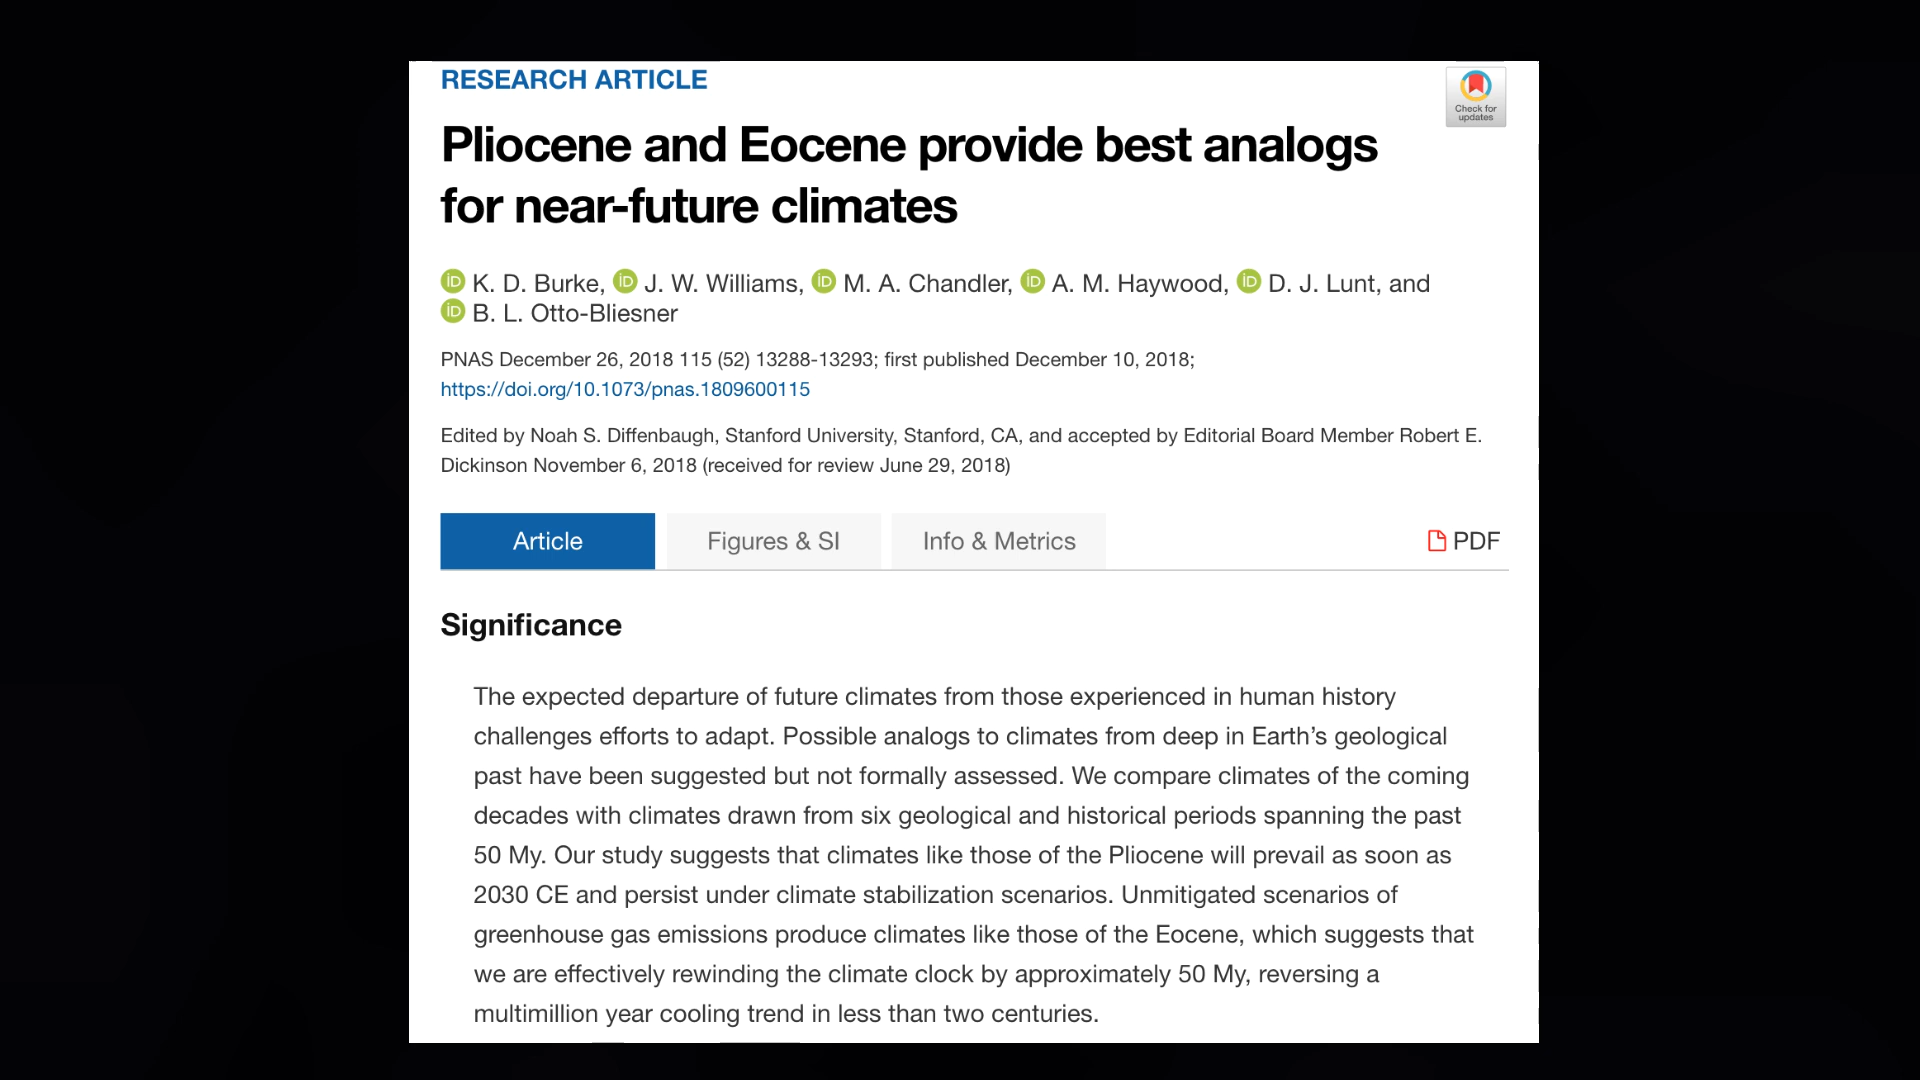 RESEARCH ARTICLE
Check for
updates
Pliocene and Eocene provide best analogs
for near-future climates
iD K. D. Burke, iD J. W. Williams, iD M. A. Chandler, iD A. M. Haywood, iD D. J. Lunt, and
iD B. L. Otto-Bliesner
PNAS December 26, 2018 115 (52) 13288-13293; first published December 10, 2018;
https://doi.org/10.1073/pnas.1809600115
Edited by Noah S. Diffenbaugh, Stanford University, Stanford, CA, and accepted by Editorial Board Member Robert E.
Dickinson November 6, 2018 (received for review June 29, 2018)
Article Figures & SI Info & Metrics PDF
Significance
The expected departure of future climates from those experienced in human history
challenges efforts to adapt. Possible analogs to climates from deep in Earth’s geological
past have been suggested but not formally assessed. We compare climates of the coming
decades with climates drawn from six geological and historical periods spanning the past
50 My. Our study suggests that climates like those of the Pliocene will prevail as soon as
2030 CE and persist under climate stabilization scenarios. Unmitigated scenarios of
greenhouse gas emissions produce climates like those of the Eocene, which suggests that
we are effectively rewinding the climate clock by approximately 50 My, reversing a
multimillion year cooling trend in less than two centuries.